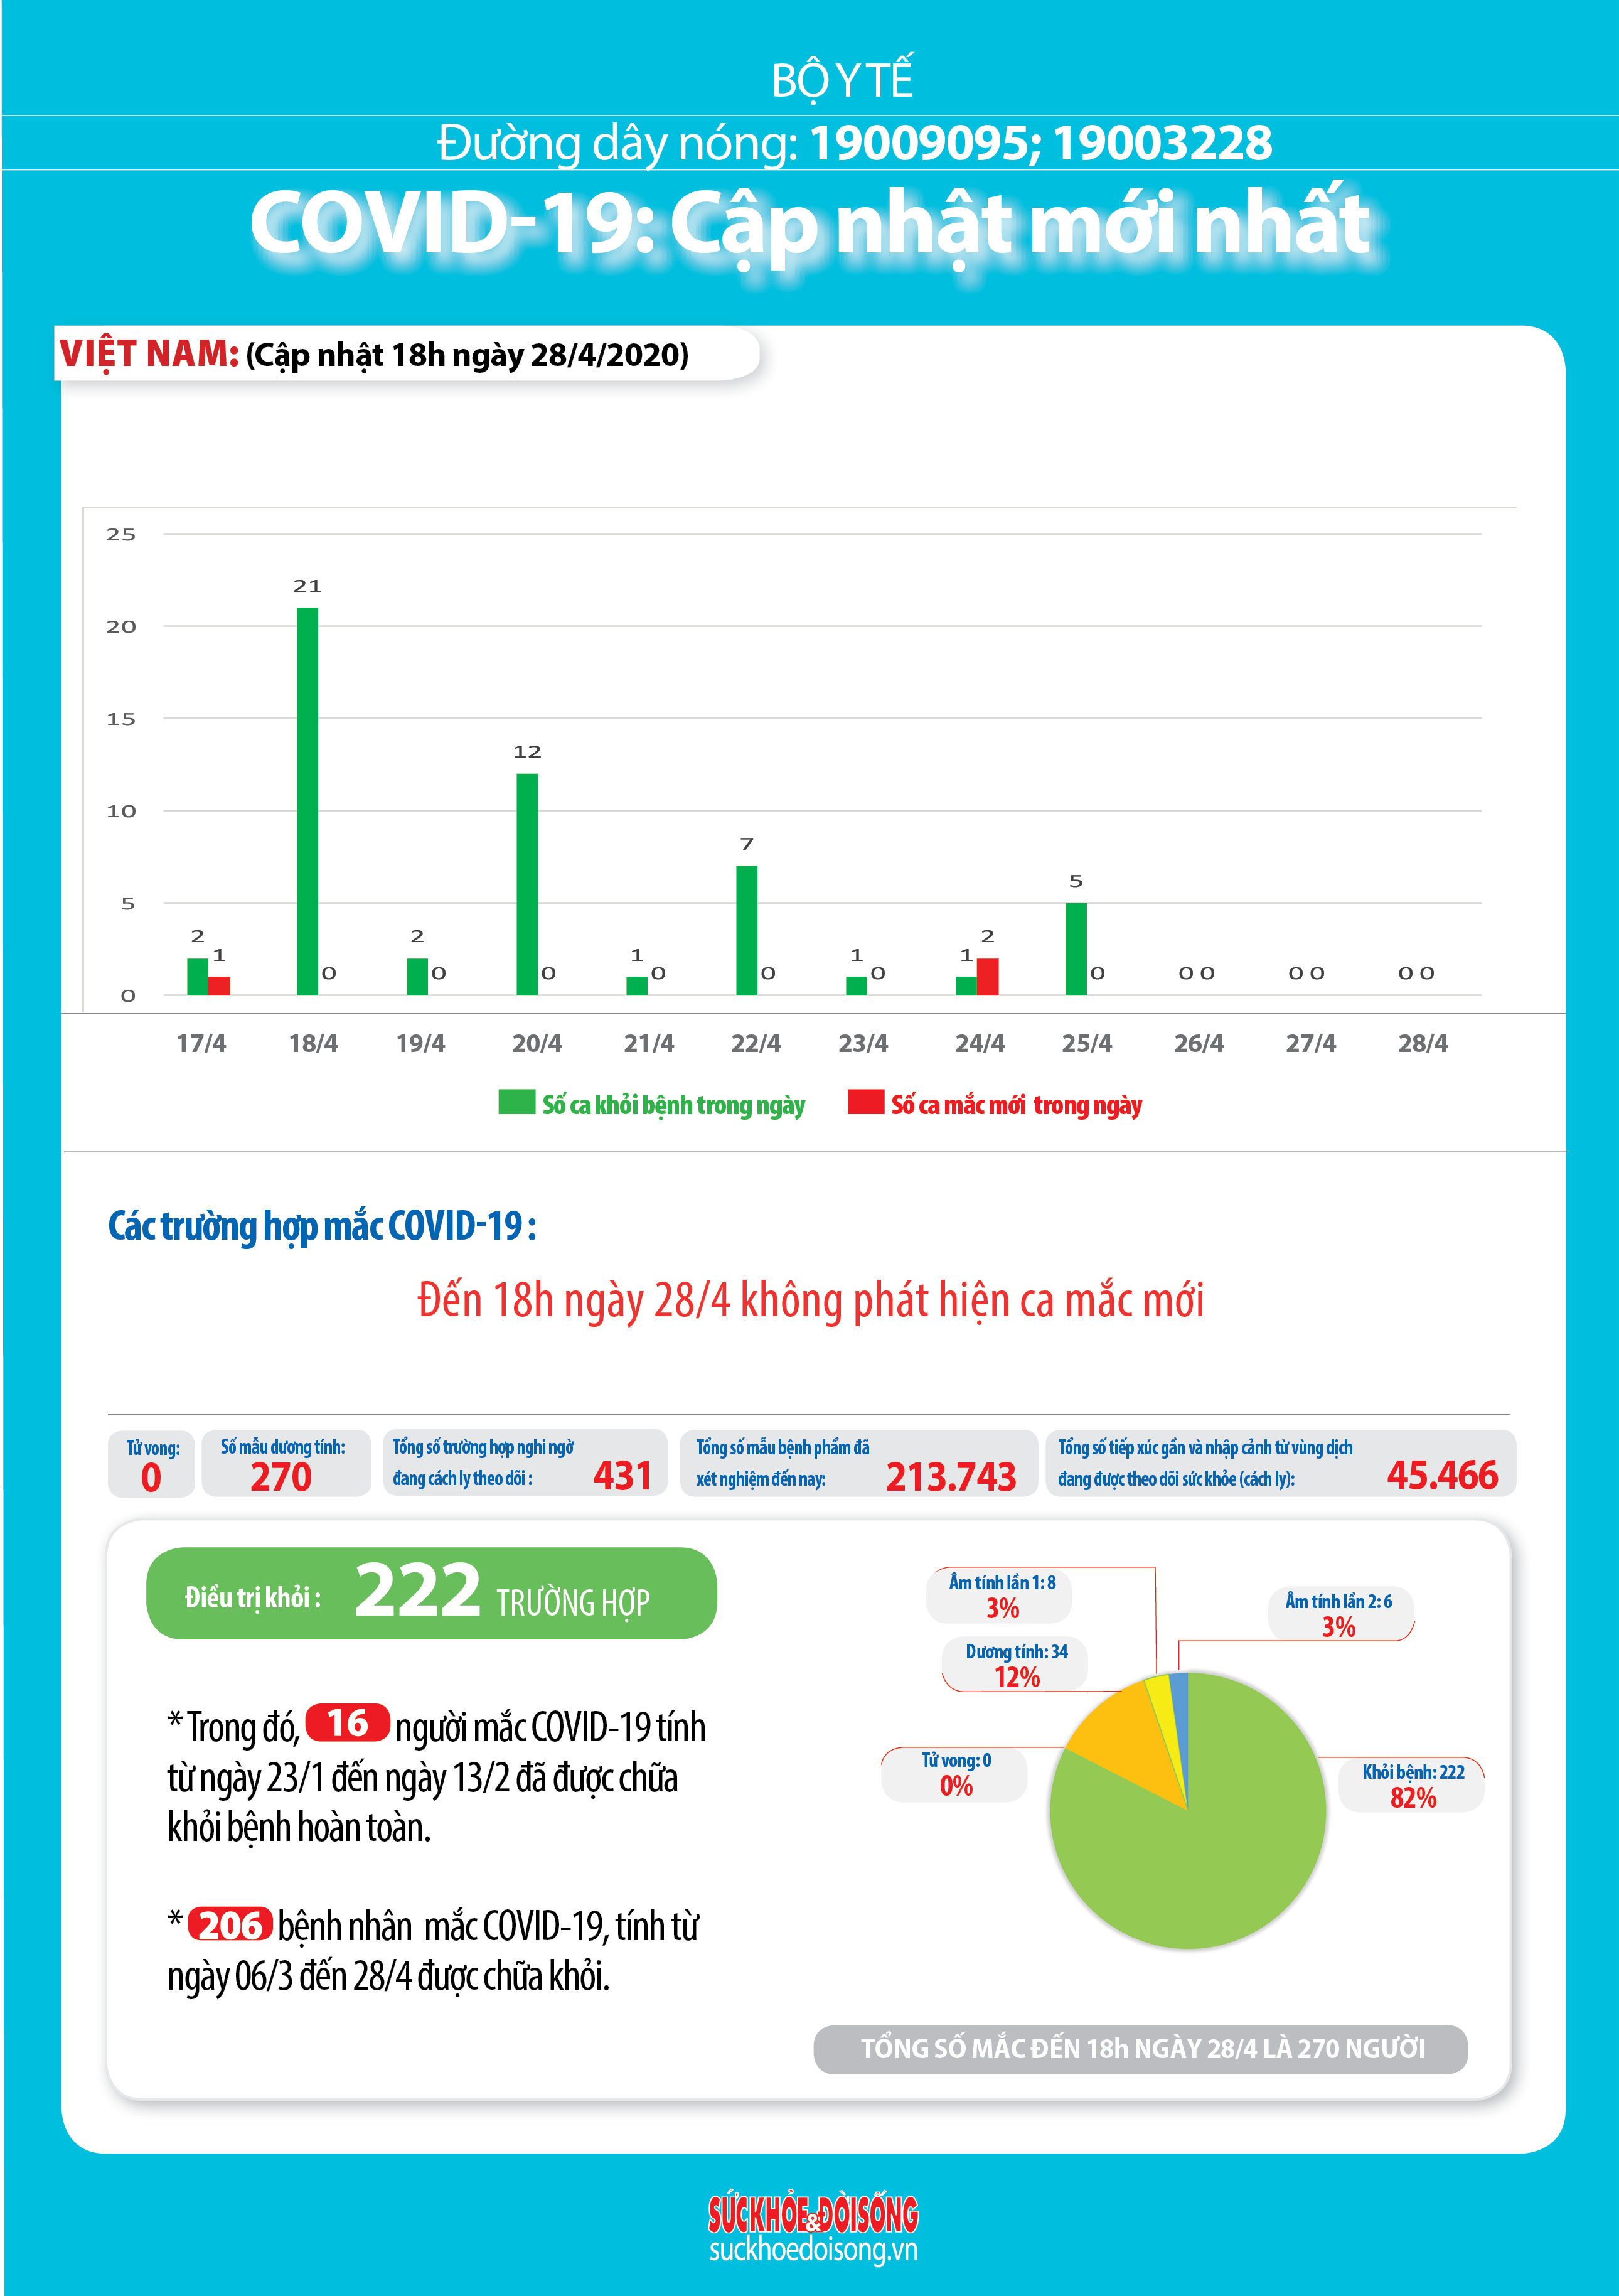 BỘ Y TẾ
Đường dây nóng: 19009095; 19003228
COVID-19: Cập nhật mới nhất
VIỆT NAM: (Cập nhật 18h ngày 28/4/2020)
25
20
15
10
5
0
2 1
21 0
2 0
12 0
1 0
7 0
1 0
1 2
5 0
0 0
0 0
0 0
17/4 18/4 19/4 20/4 21/4 22/4 23/4 24/4 25/4 26/4 27/4 28/4
Số ca khỏi bệnh trong ngày
Số ca mắc mới trong ngày
Các trường hợp mắc COVID-19 :
Đến 18h ngày 28/4 không phát hiện ca mắc mới
Tử vong:
0
Số mẫu dương tính:
270
Tổng số trường hợp nghi ngờ
đang cách ly theo dõi : 431
Tổng số mẫu bệnh phẩm đã
xét nghiệm đến nay: 213.743
Tổng số tiếp xúc gần và nhập cảnh từ vùng dịch
đang được theo dõi sức khỏe (cách ly): 45.466
Điều trị khỏi : 222 TRƯỜNG HỢP
* Trong đó, 16 người mắc COVID-19 tính
từ ngày 23/1 đến ngày 13/2 đã được chữa
khỏi bệnh hoàn toàn.
* 206 bệnh nhân mắc COVID-19, tính từ
ngày 06/3 đến 28/4 được chữa khỏi.
Âm tính lần 1: 8
3%
Âm tính lần 2: 6
3%
Dương tính: 34
12%
Tử vong: 0
0%
Khỏi bệnh: 222
82%
TỔNG SỐ MẮC ĐẾN 18h NGÀY 28/4 LÀ 270 NGƯỜI
SỨC KHỎE & ĐỜI SỐNG
suckhoedoisong.vn